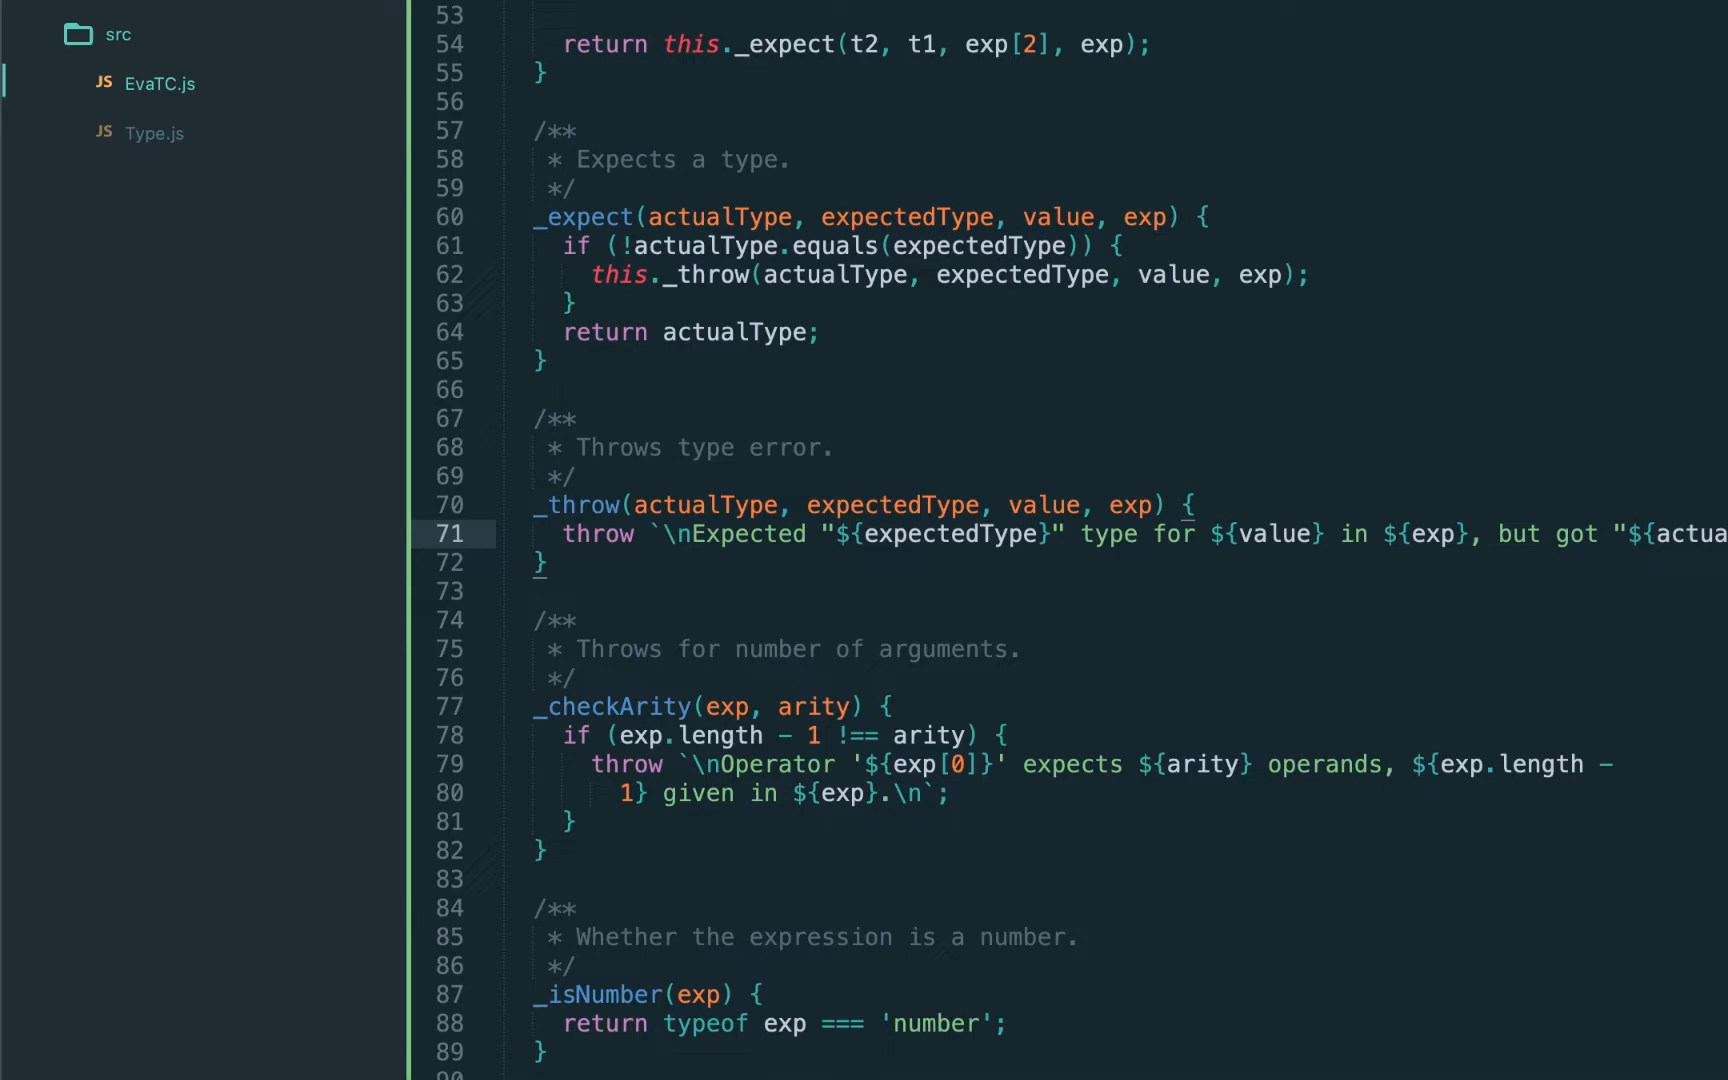 src
JS EvaTC.js
JS Type.js
53
54 return this._expect(t2, t1, exp[2], exp);
55 }
56
57 /**
58 * Expects a type.
59 */
60 _expect(actualType, expectedType, value, exp) {
61 if (!actualType.equals(expectedType)) {
62 this._throw(actualType, expectedType, value, exp);
63 }
64 return actualType;
65 }
66
67 /**
68 * Throws type error.
69 */
70 _throw(actualType, expectedType, value, exp) {
71 throw `\nExpected "${expectedType}" type for ${value} in ${exp}, but got "${actua
72 }
73
74 /**
75 * Throws for number of arguments.
76 */
77 _checkArity(exp, arity) {
78 if (exp.length - 1 !== arity) {
79 throw `\nOperator '${exp[0]}' expects ${arity} operands, ${exp.length -
80 1} given in ${exp}.\n`;
81 }
82 }
83
84 /**
85 * Whether the expression is a number.
86 */
87 _isNumber(exp) {
88 return typeof exp === 'number';
89 }
90